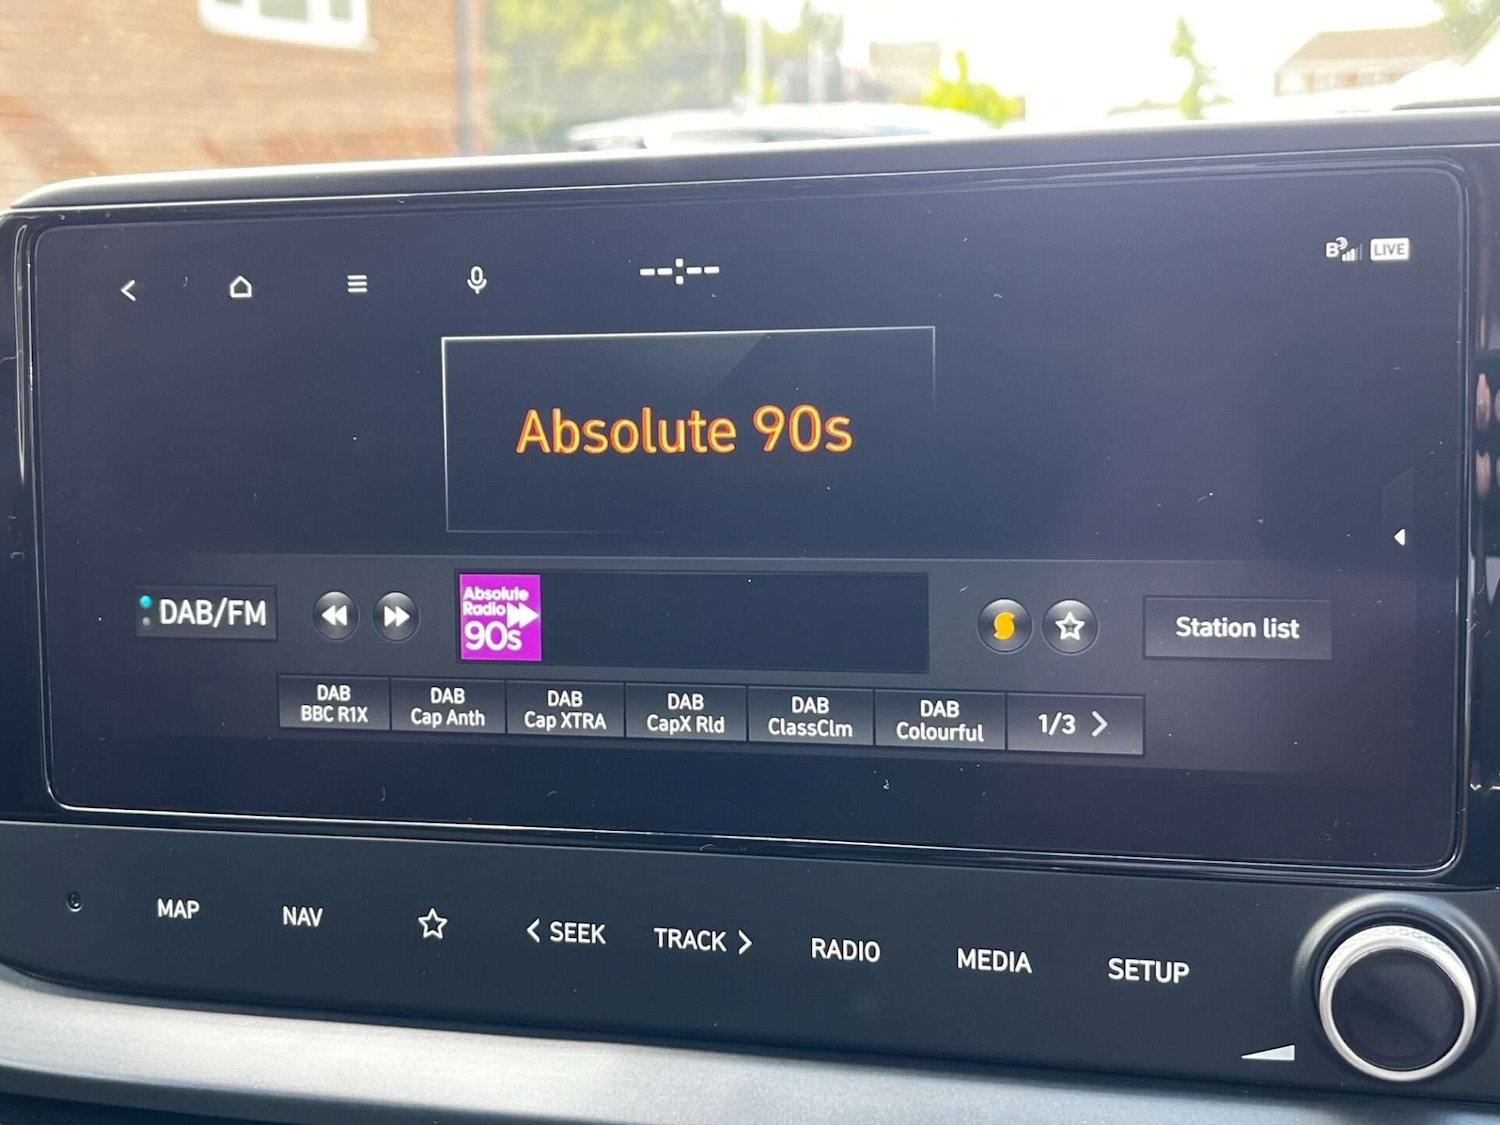 --:--
B
LIVE
Absolute 90s
DAB/FM
Absolute
Radio
90s
Station list
DAB
BBC R1X
DAB
Cap Anth
DAB
Cap XTRA
DAB
CapX Rld
DAB
ClassClm
DAB
Colourful
1/3 >
MAP
NAV
< SEEK
TRACK >
RADIO
MEDIA
SETUP